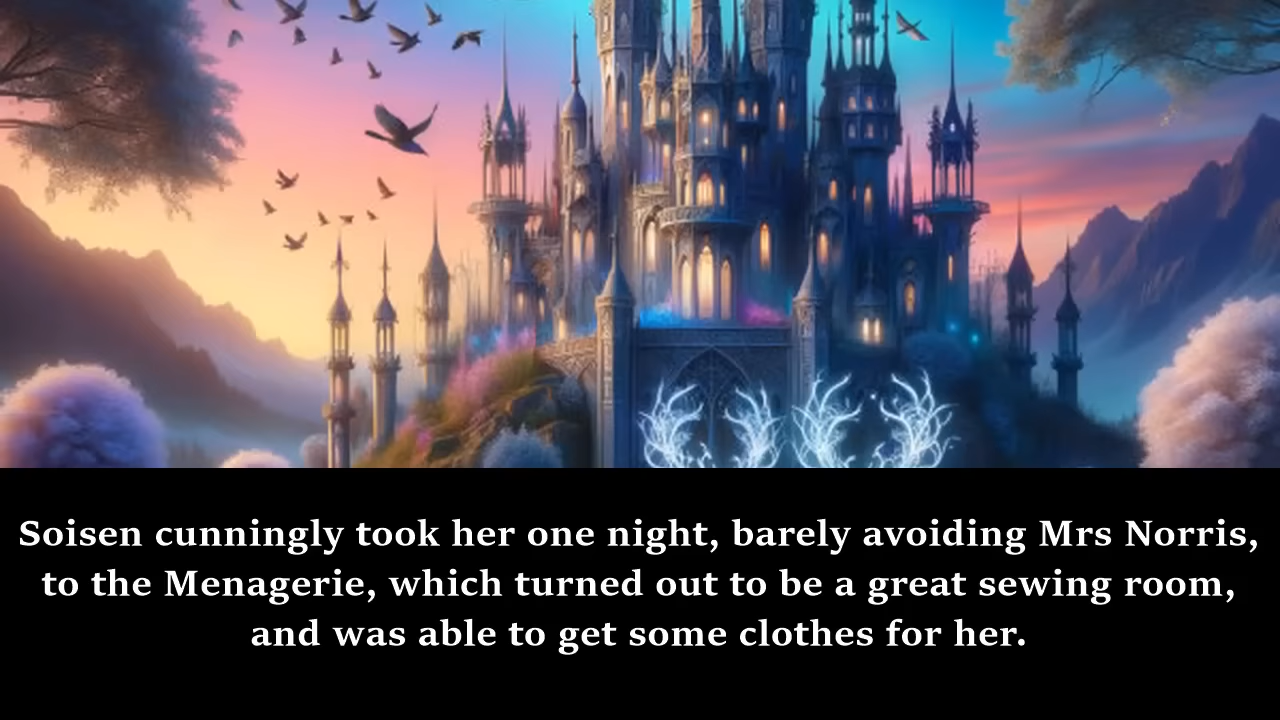 Soisen cunningly took her one night, barely avoiding Mrs Norris,
to the Menagerie, which turned out to be a great sewing room,
and was able to get some clothes for her.